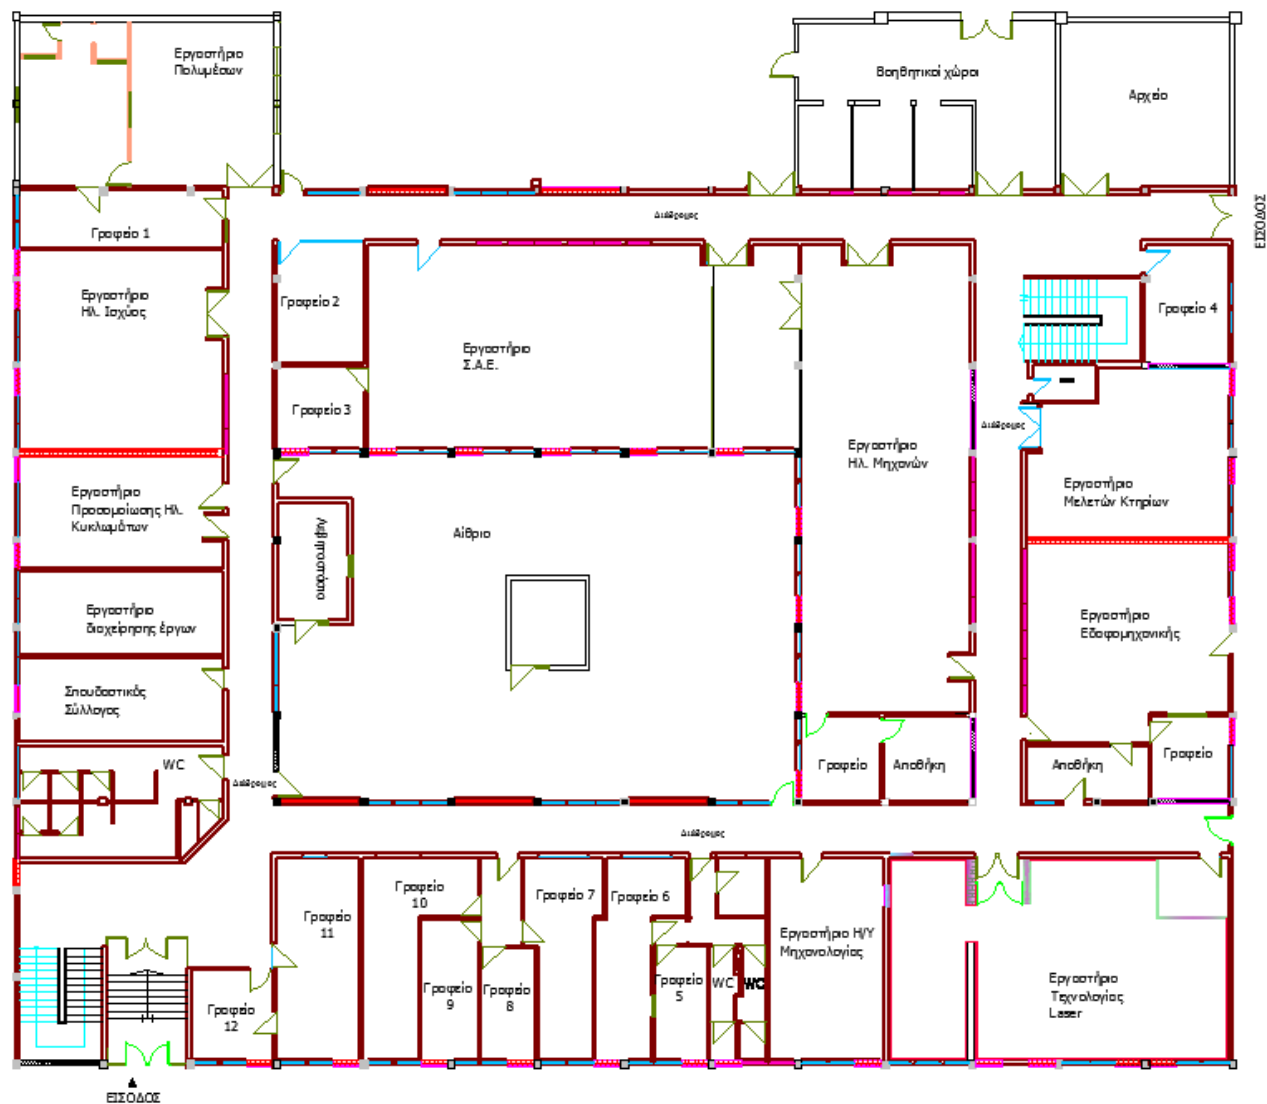 Εργαστήριο
Πολυμέσων
Βοηθητικοί χώροι
Αρχείο
Διάδρομος
ΕΙΣΟΔΟΣ
Γραφείο 1
Εργαστήριο
Ηλ. Ισχύος
Γραφείο 2
Γραφείο 4
Εργαστήριο
Σ.Α.Ε.
Γραφείο 3
Διάδρομος
Εργαστήριο
Ηλ. Μηχανών
Εργαστήριο
Προσομοίωσης Ηλ.
Κυκλωμάτων
Εργαστήριο
Μελετών Κτηρίων
Λεβητοστάσιο
Αίθριο
Εργαστήριο
διαχείρησης έργων
Εργαστήριο
Εδαφομηχανικής
Σπουδαστικός
Σύλλογος
WC
Διάδρομος
Γραφείο
Αποθήκη
Αποθήκη
Γραφείο
Διάδρομος
Γραφείο
11
Γραφείο
10
Γραφείο 7
Γραφείο 6
Εργαστήριο Η/Υ
Μηχανολογίας
Γραφείο
12
Γραφείο
9
Γραφείο
8
Γραφείο
5
WC
WC
Εργαστήριο
Τεχνολογίας
Laser
ΕΙΣΟΔΟΣ